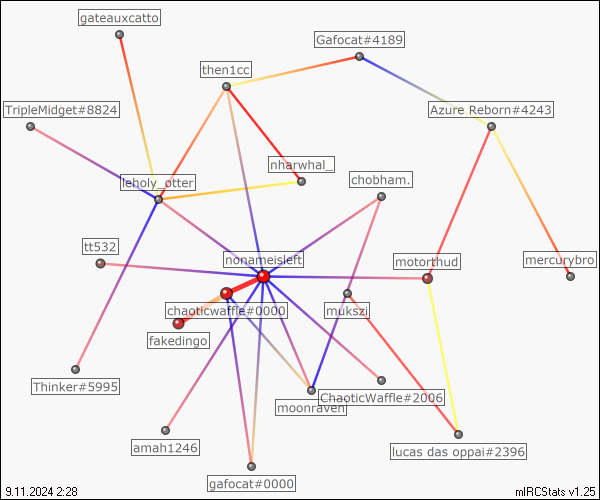 gateauxcatto
Gafocat#4189
then1cc
TripleMidget#8824
Azure Reborn#4243
nharwhal_
leholy_otter
chobham.
tt532
nonameisleft
motorthud
mercurybro
chaoticwaffle#0000
mukszi
fakedingo
Thinker#5995
ChaoticWaffle#2006
moonraven
amah1246
lucas das oppai#2396
gafocat#0000
9.11.2024 2:28
mIRCStats v1.25